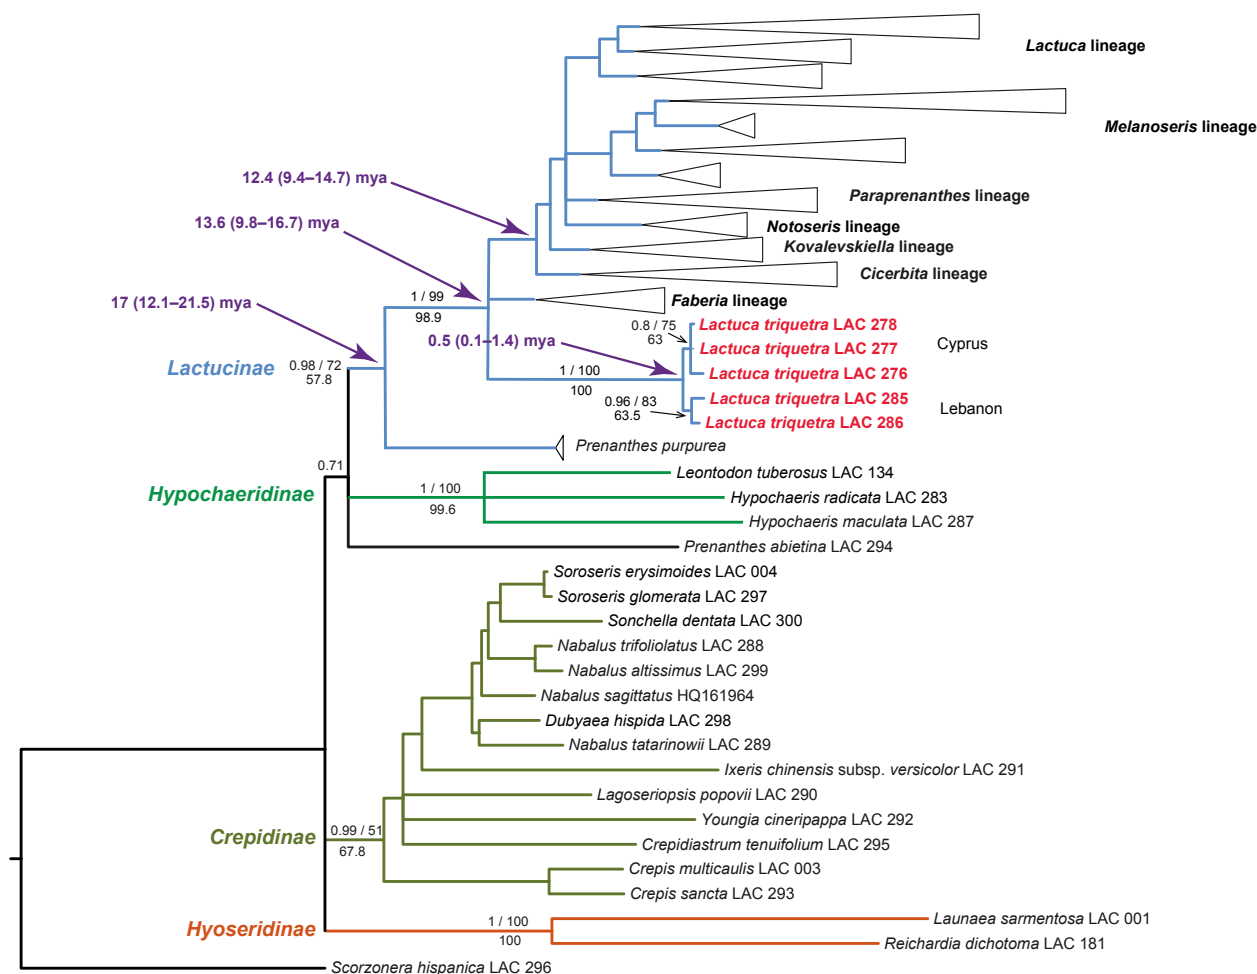 Lactuca lineage
Melanoseris lineage
12.4 (9.4–14.7) mya
Paraprenanthes lineage
13.6 (9.8–16.7) mya
Notoseris lineage
Kovalevskiella lineage
Cicerbita lineage
17 (12.1–21.5) mya
1 / 99
98.9
Faberia lineage
0.8 / 75
63
Lactuca triquetra LAC 278
0.5 (0.1–1.4) mya
Lactuca triquetra LAC 277
Cyprus
Lactucinae
0.98 / 72
57.8
1 / 100
100
Lactuca triquetra LAC 276
0.96 / 83
63.5
Lactuca triquetra LAC 285
Lebanon
Lactuca triquetra LAC 286
Prenanthes purpurea
0.71
Leontodon tuberosus LAC 134
Hypochaeridinae
1 / 100
99.6
Hypochaeris radicata LAC 283
Hypochaeris maculata LAC 287
Prenanthes abietina LAC 294
Soroseris erysimoides LAC 004
Soroseris glomerata LAC 297
Sonchella dentata LAC 300
Nabalus trifoliolatus LAC 288
Nabalus altissimus LAC 299
Nabalus sagittatus HQ161964
Dubyaea hispida LAC 298
Nabalus tatarinowii LAC 289
Ixeris chinensis subsp. versicolor LAC 291
Lagoseriopsis popovii LAC 290
Youngia cineripappa LAC 292
Crepidinae
0.99 / 51
67.8
Crepidiastrum tenuifolium LAC 295
Crepis multicaulis LAC 003
Crepis sancta LAC 293
Hyoseridinae
1 / 100
100
Launaea sarmentosa LAC 001
Reichardia dichotoma LAC 181
Scorzonera hispanica LAC 296